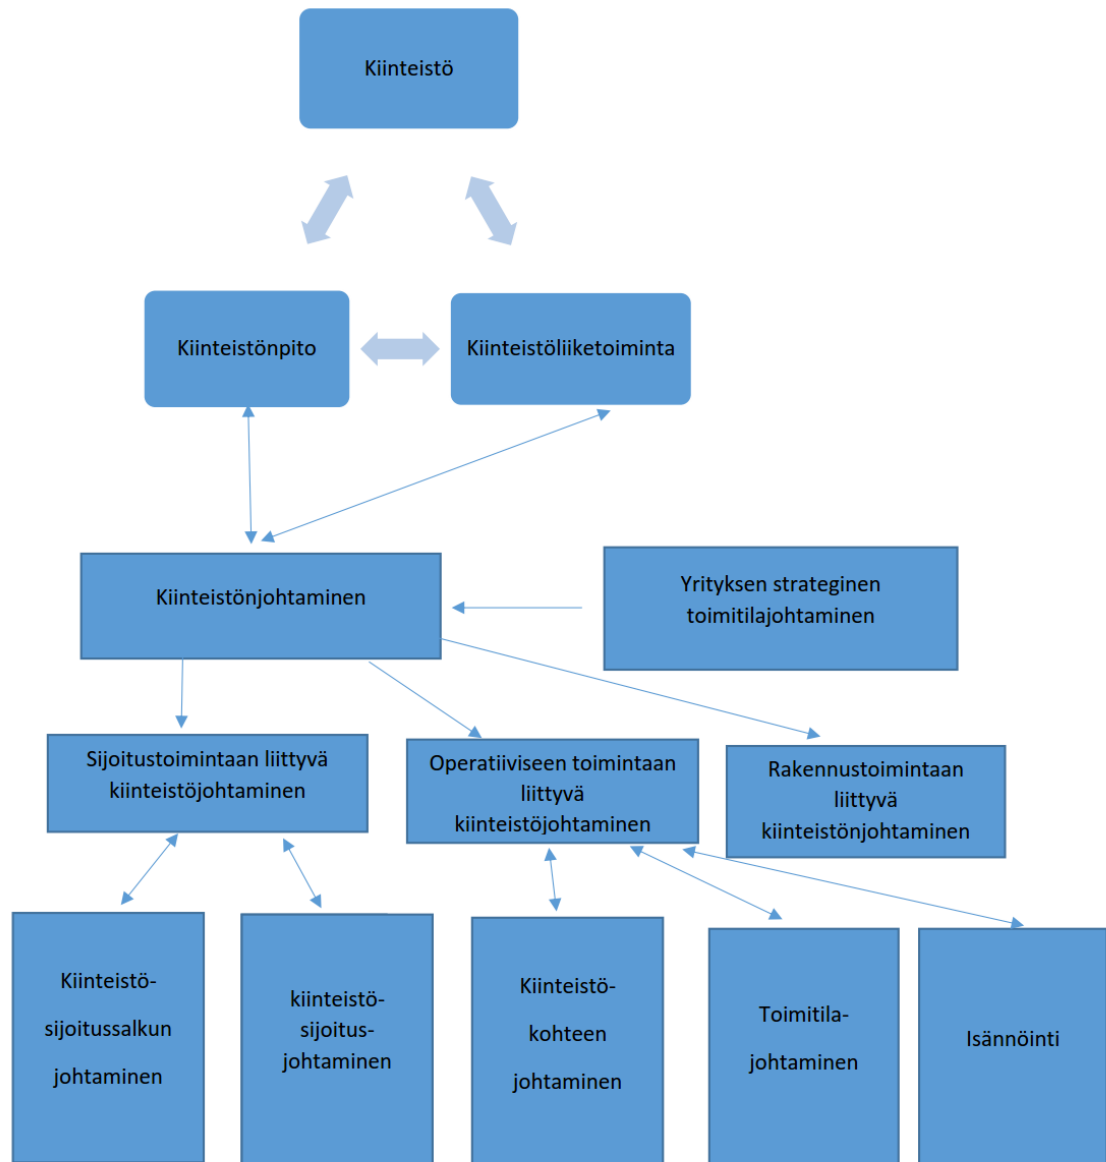 Kiinteistö
Kiinteistönpito
Kiinteistöliiketoiminta
Kiinteistönjohtaminen
Yrityksen strateginen
toimitilajohtaminen
Sijoitustoimintaan liittyvä
kiinteistöjohtaminen
Operatiiviseen toimintaan
liittyvä
kiinteistöjohtaminen
Rakennustoimintaan
liittyvä
kiinteistönjohtaminen
Kiinteistö-
sijoitussalkun
johtaminen
kiinteistö-
sijoitus-
johtaminen
Kiinteistö-
kohteen
johtaminen
Toimitila-
johtaminen
Isännöinti